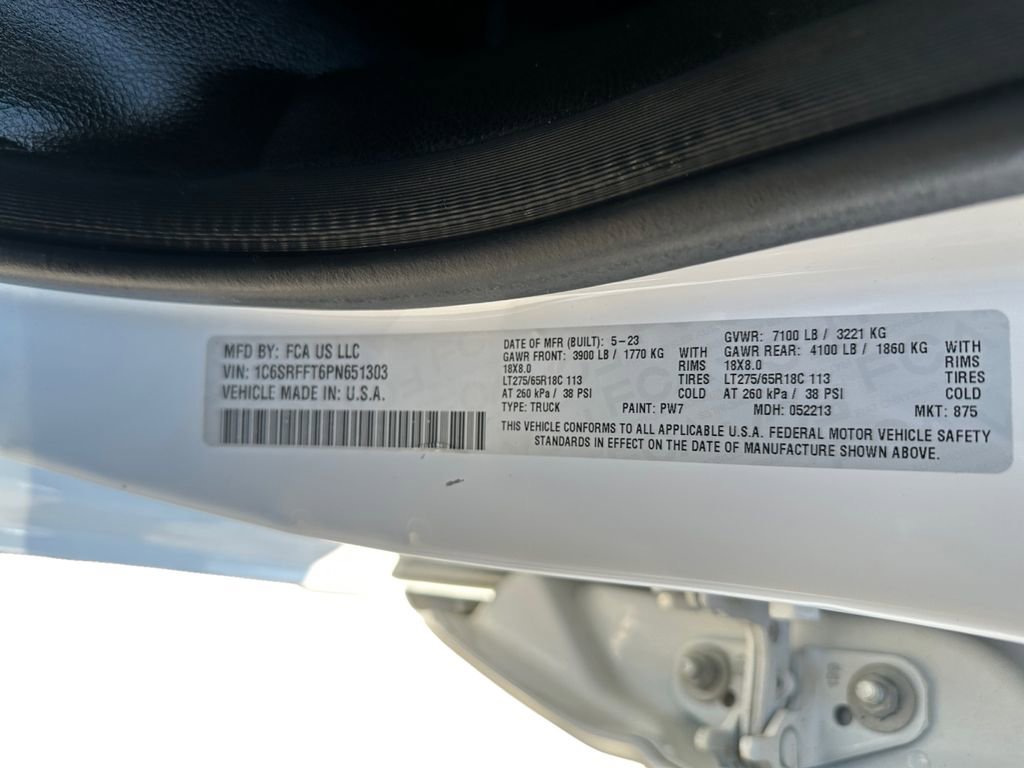 MFD BY: FCA US LLC
VIN: 1C6SRFFT6PN651303
VEHICLE MADE IN: U.S.A.
DATE OF MFR (BUILT): 5-23
GAWR FRONT: 3900 LB / 1770 KG WITH
18X8.0 RIMS
LT275/65R18C 113 TIRES
AT 260 kPa / 38 PSI COLD
GVWR: 7100 LB / 3221 KG
GAWR REAR: 4100 LB / 1860 KG WITH
18X8.0 RIMS
LT275/65R18C 113 TIRES
AT 260 kPa / 38 PSI COLD
TYPE: TRUCK PAINT: PW7 MDH: 052213 MKT: 875
THIS VEHICLE CONFORMS TO ALL APPLICABLE U.S.A. FEDERAL MOTOR VEHICLE SAFETY
STANDARDS IN EFFECT ON THE DATE OF MANUFACTURE SHOWN ABOVE.